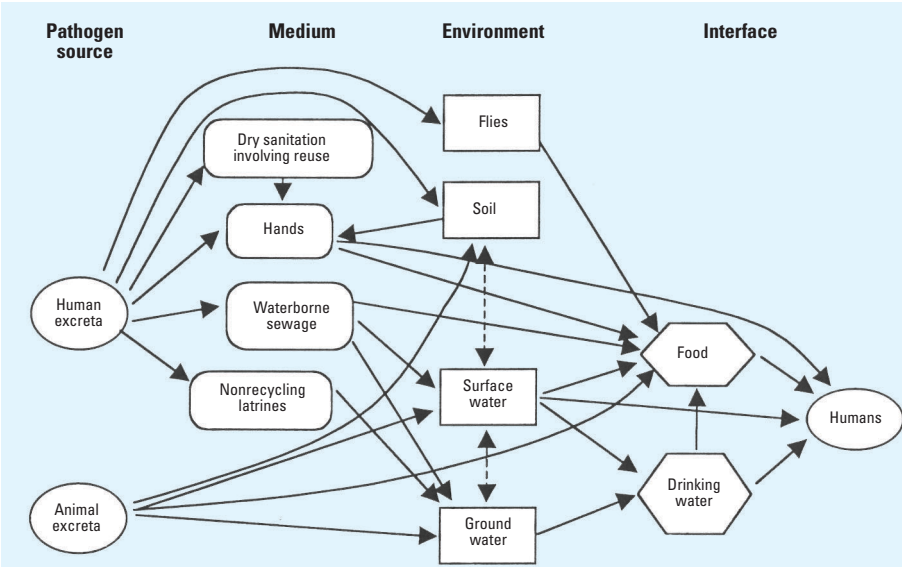 Pathogen
source
Medium
Environment
Interface
Flies
Dry sanitation
involving reuse
Soil
Hands
Human
excreta
Waterborne
sewage
Food
Nonrecycling
latrines
Surface
water
Humans
Drinking
water
Animal
excreta
Ground
water